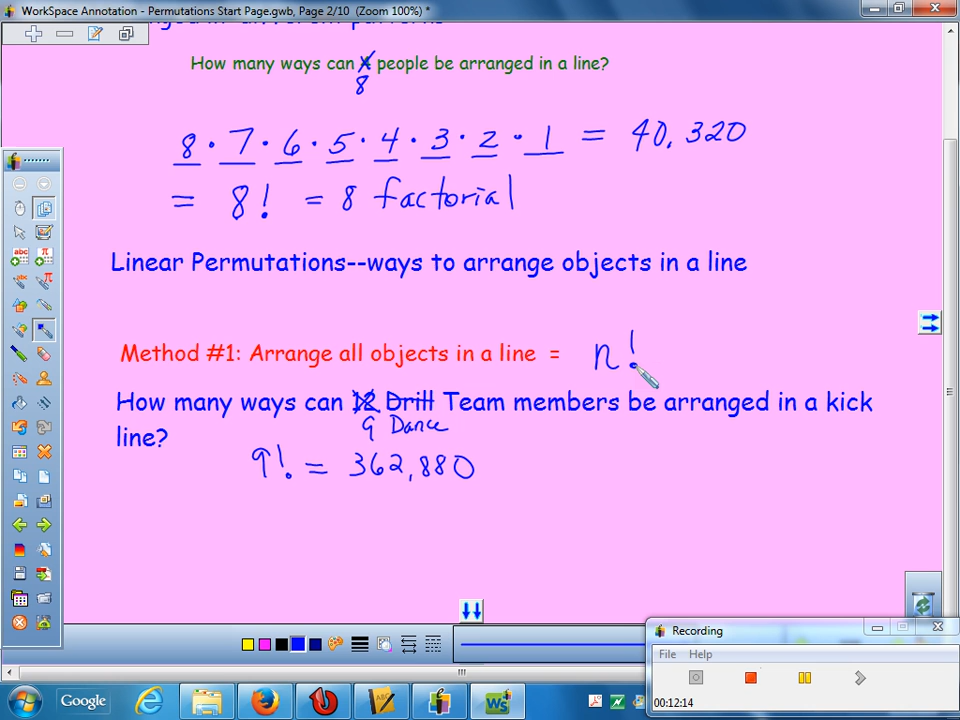 WorkSpace Annotation - Permutations Start Page.gwb, Page 2/10 (Zoom 100%) *
How many ways can 4 people be arranged in a line?
8
8 · 7 · 6 · 5 · 4 · 3 · 2 · 1 = 40,320
= 8! = 8 factorial
Linear Permutations--ways to arrange objects in a line
Method #1: Arrange all objects in a line = n!
How many ways can 12 Drill Team members be arranged in a kick
9 Dance
line?
9! = 362,880
Recording
File Help
00:12:14
Google
WS